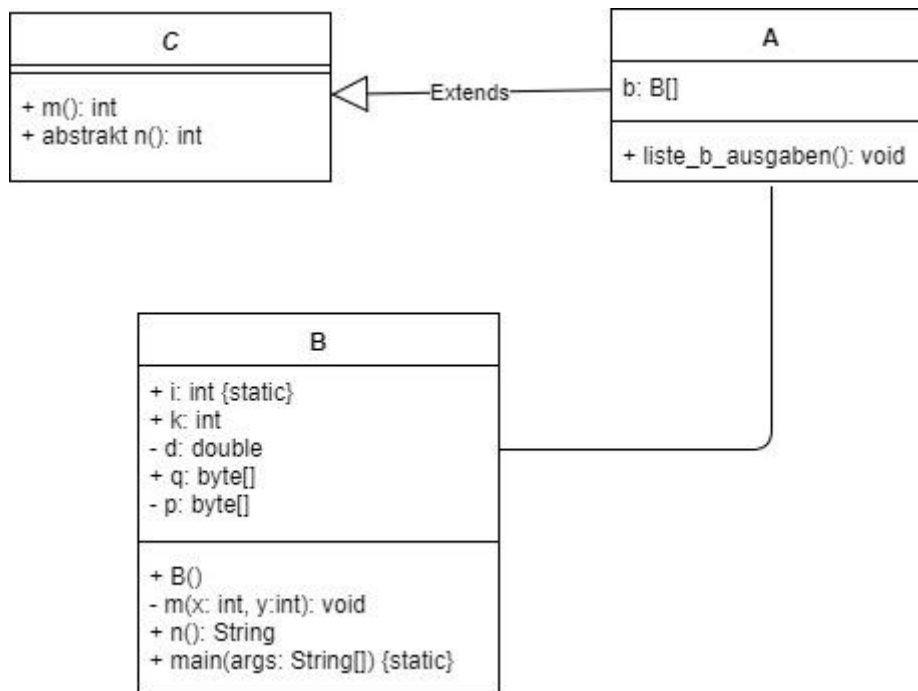 C
+ m(): int
+ abstrakt n(): int
Extends
A
b: B[]
+ liste_b_ausgaben(): void
B
+ i: int {static}
+ k: int
- d: double
+ q: byte[]
- p: byte[]
+ B()
- m(x: int, y:int): void
+ n(): String
+ main(args: String[]) {static}